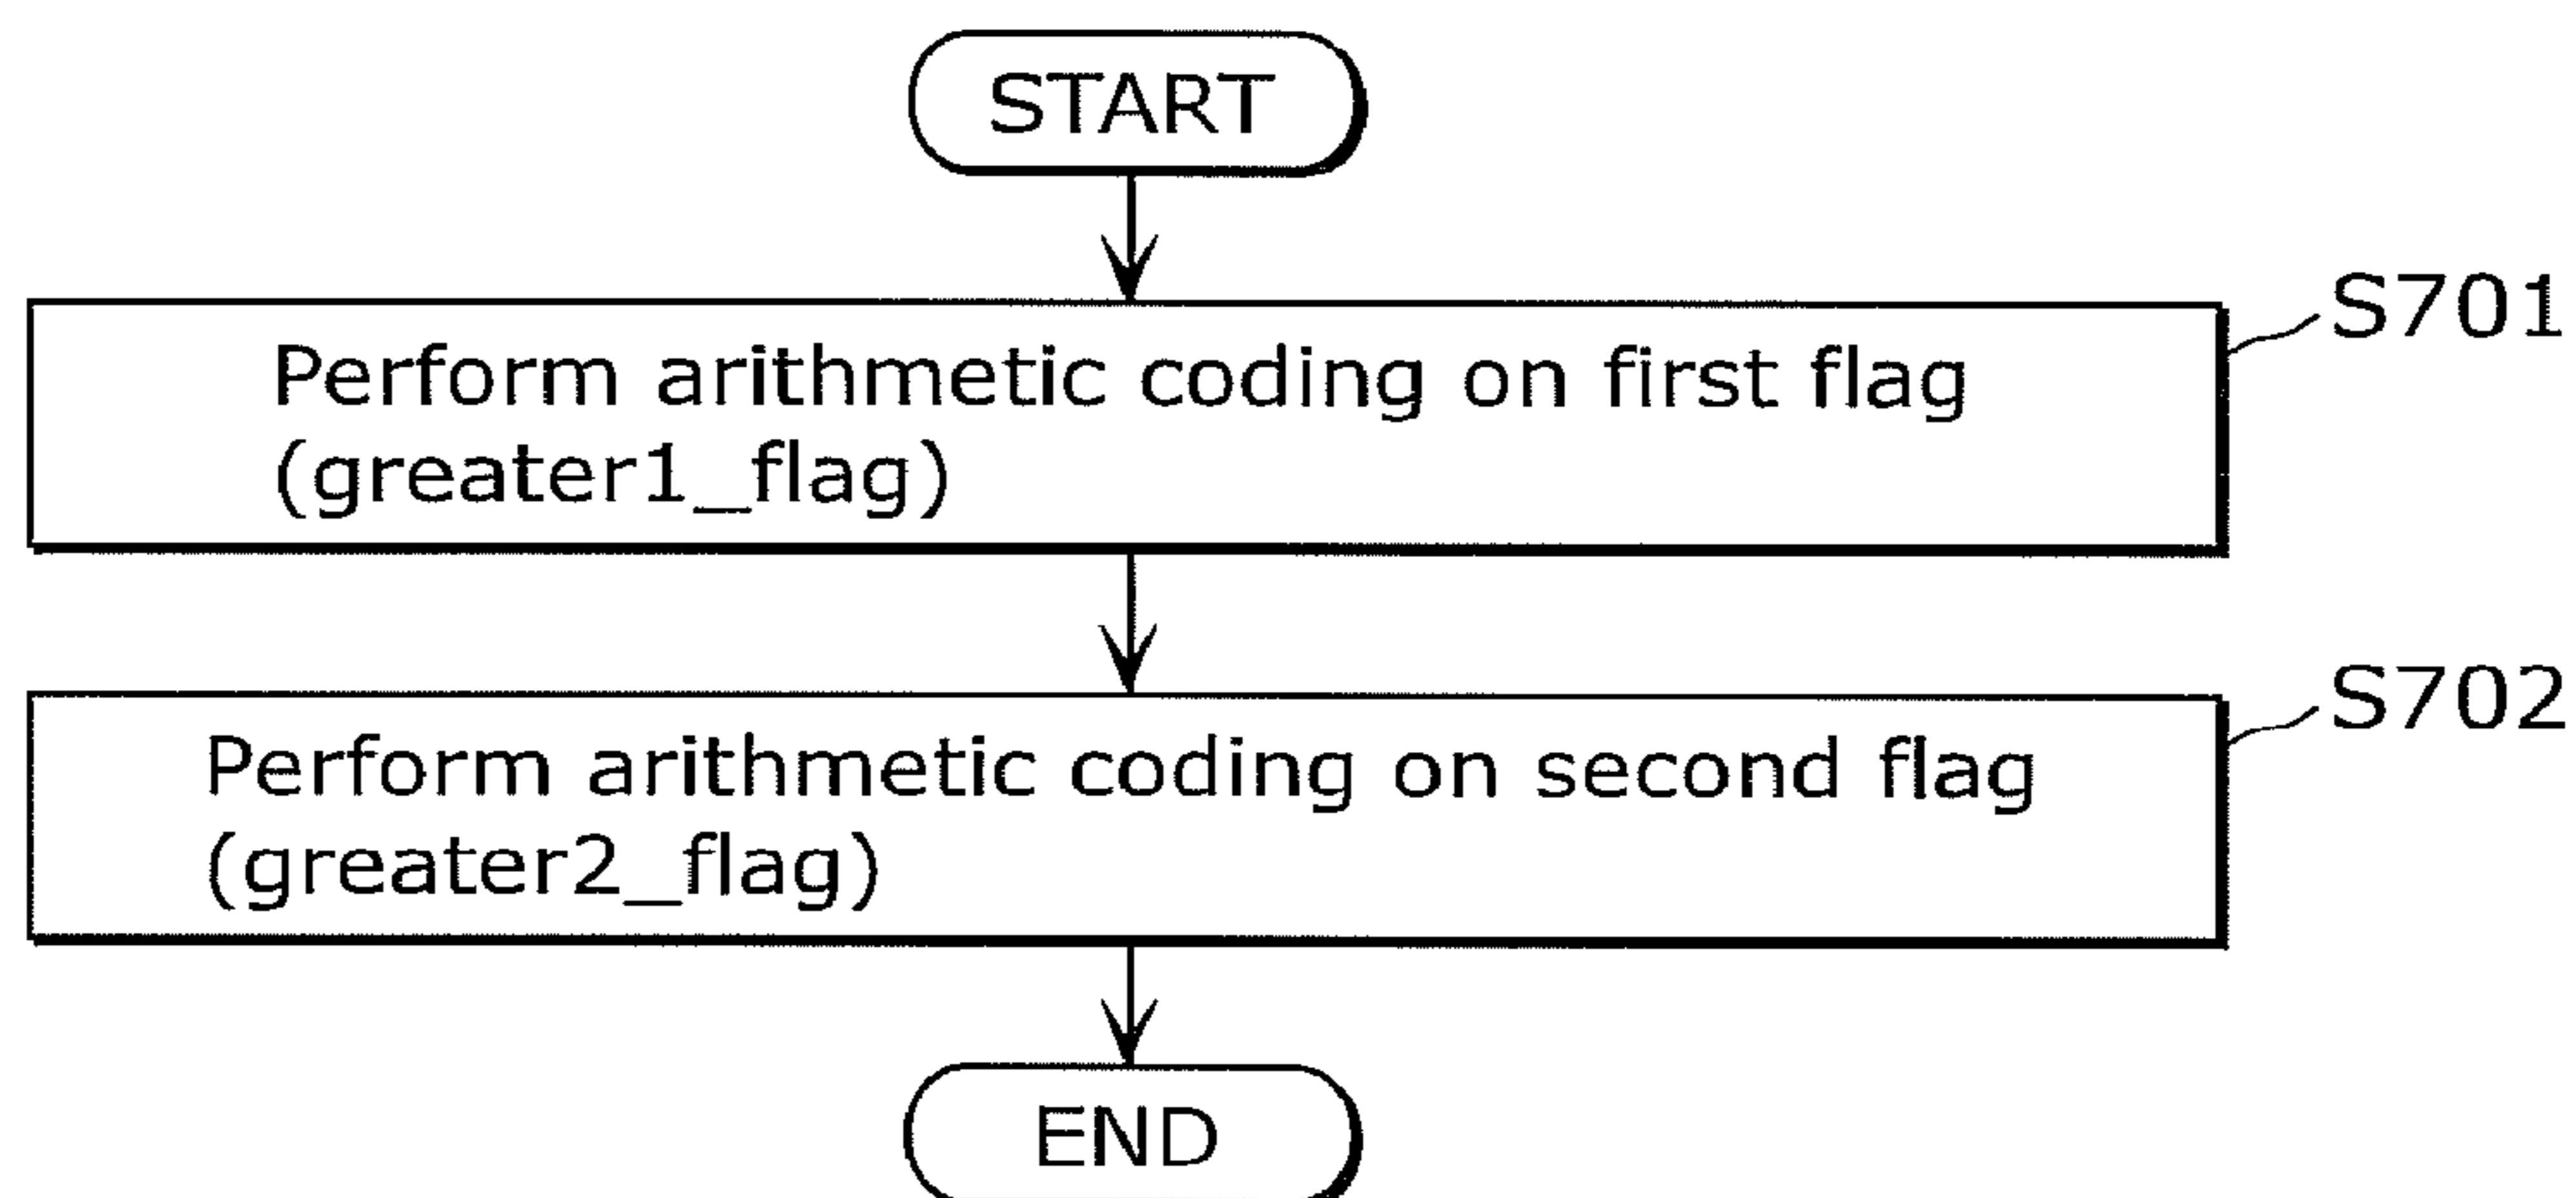 START
S701
Perform arithmetic coding on first flag
(greater1_flag)
S702
Perform arithmetic coding on second flag
(greater2_flag)
END